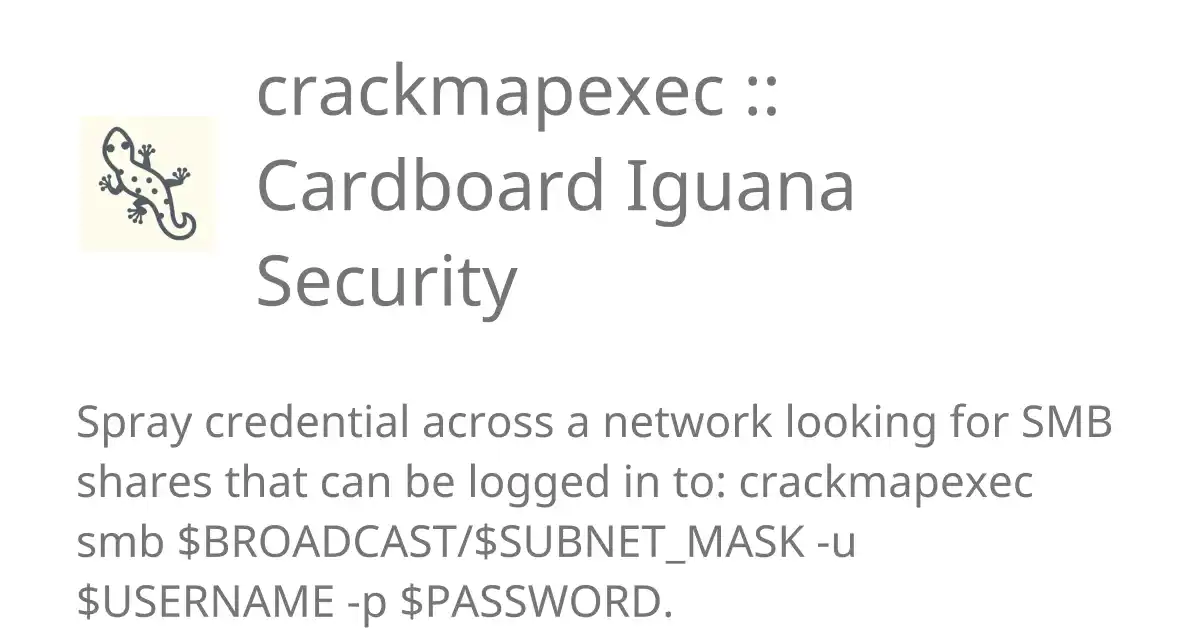 crackmapexec ::
Cardboard Iguana
Security
Spray credential across a network looking for SMB
shares that can be logged in to: crackmapexec
smb $BROADCAST/$SUBNET_MASK -u
$USERNAME -p $PASSWORD.